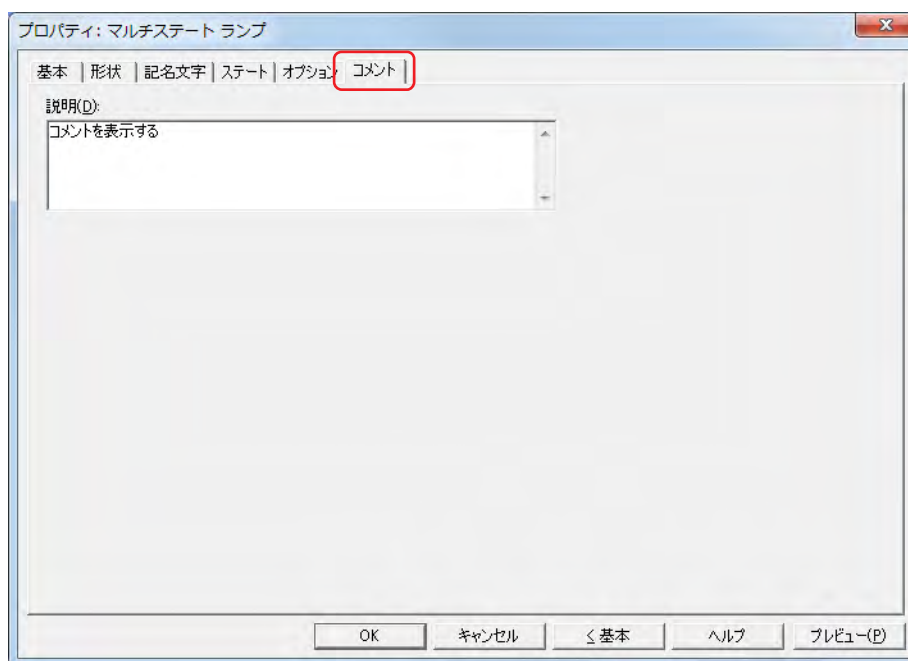 プロパティ: マルチステート ランプ
基本 形状 記名文字 ステート オプション コメント
説明(D):
コメントを表示する
OK キャンセル < 基本 ヘルプ プレビュー(P)